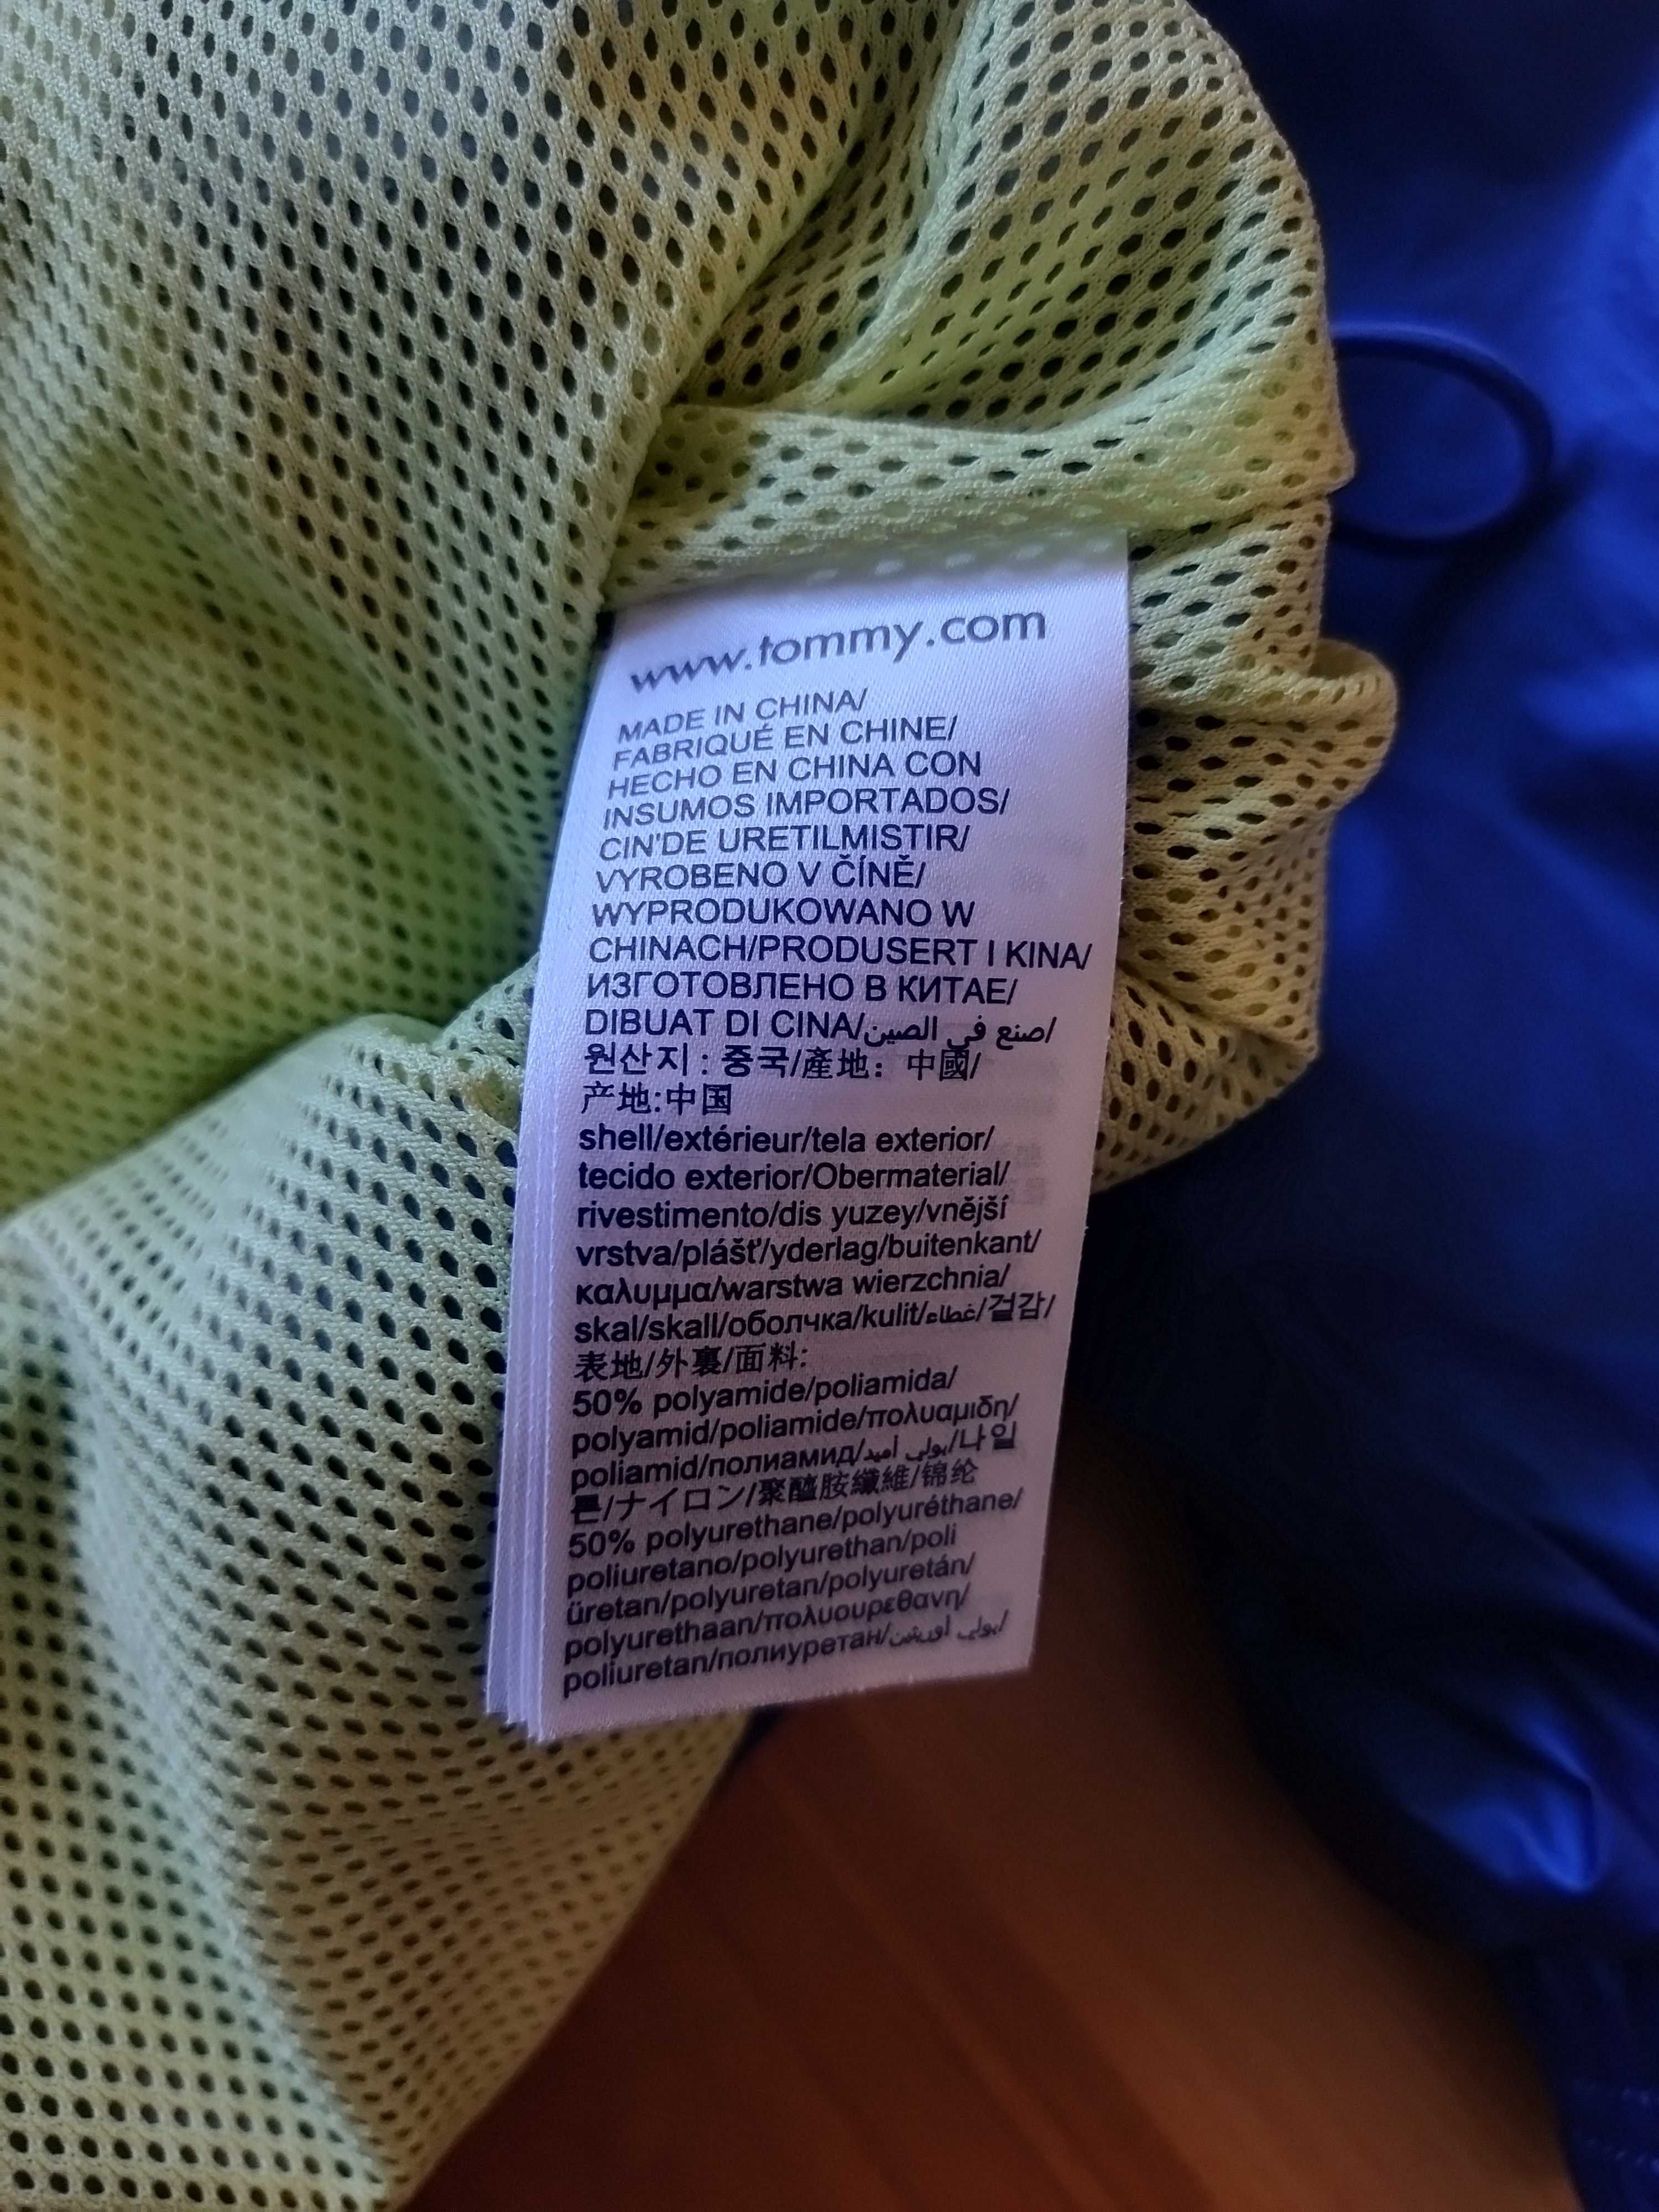 www.tommy.com
MADE IN CHINA/
FABRIQUÉ EN CHINE/
HECHO EN CHINA CON
INSUMOS IMPORTADOS/
CIN'DE URETILMISTIR/
VYROBENO V ČÍNĚ/
WYPRODUKOWANO W
CHINACH/PRODUSERT I KINA/
ИЗГОТОВЛЕНО В КИТАЕ/
DIBUAT DI CINA/صنع في الصين/
원산지 : 중국/產地：中國/
产地:中国
shell/extérieur/tela exterior/
tecido exterior/Obermaterial/
rivestimento/dis yuzey/vnější
vrstva/plášt'/yderlag/buitenkant/
καλυμμα/warstwa wierzchnia/
skal/skall/оболчка/kulit/غطاء/겉감/
表地/外裏/面料:
50% polyamide/poliamida/
polyamid/poliamide/πολυαμιδη/
poliamid/полиамид/بولي أميد/나일
론/ナイロン/聚醯胺纖維/锦纶
50% polyurethane/polyuréthane/
poliuretano/polyurethan/poli
üretan/polyuretan/polyuretán/
polyurethaan/πολυουρεθανη/
poliuretan/полиуретан/بولي أوريثن/